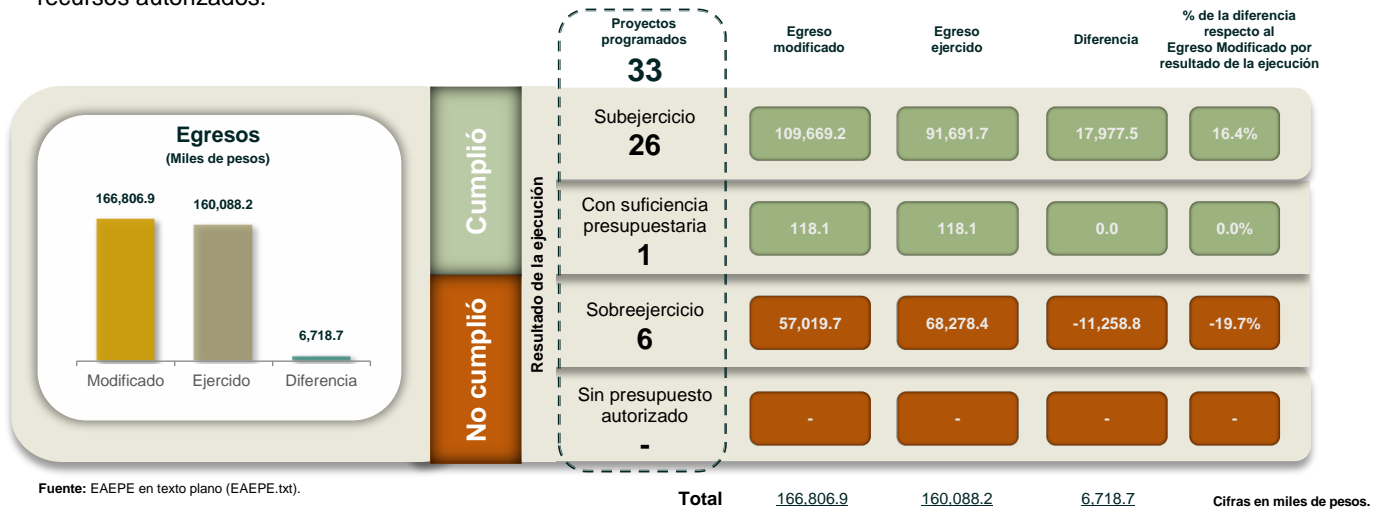 recursos autorizados.
Proyectos
programados
33
Egreso
modificado
Egreso
ejercido
Diferencia
% de la diferencia
respecto al
Egreso Modificado por
resultado de la ejecución
Egresos
(Miles de pesos)
166,806.9
160,088.2
6,718.7
Modificado
Ejercido
Diferencia
Cumplió
No cumplió
Resultado de la ejecución
Subejercicio
26
109,669.2
91,691.7
17,977.5
16.4%
Con suficiencia
presupuestaria
1
118.1
118.1
0.0
0.0%
Sobreejercicio
6
57,019.7
68,278.4
-11,258.8
-19.7%
Sin presupuesto
autorizado
-
-
-
-
-
Fuente: EAEPE en texto plano (EAEPE.txt).
Total
166,806.9
160,088.2
6,718.7
Cifras en miles de pesos.